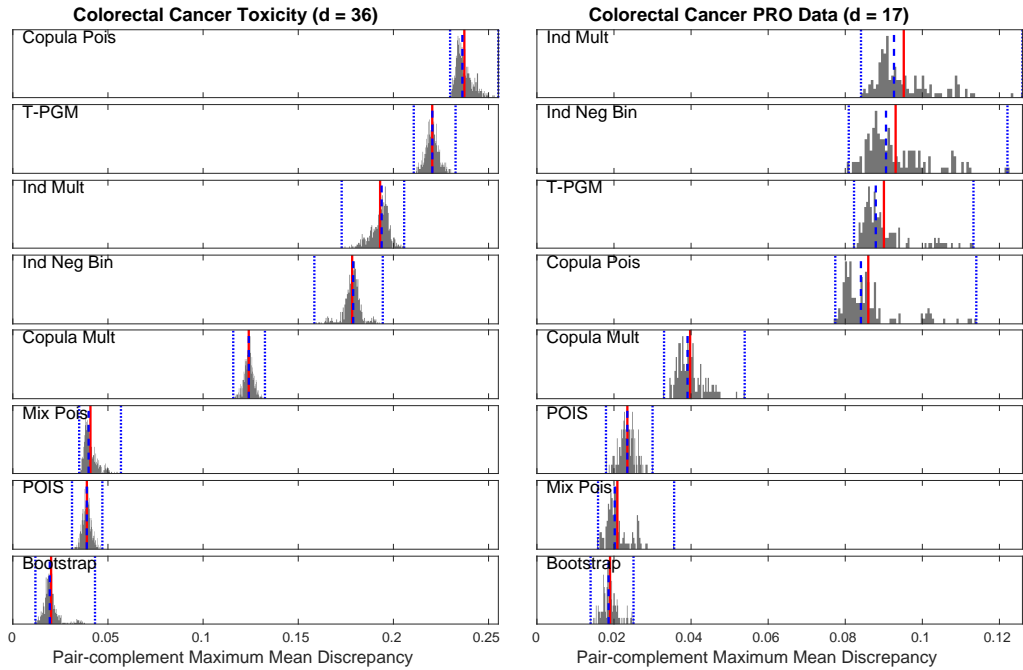 Colorectal Cancer Toxicity (d = 36)
Copula Pois
T-PGM
Ind Mult
Ind Neg Bin
Copula Mult
Mix Pois
POIS
Bootstrap
0 0.05 0.1 0.15 0.2 0.25
Pair-complement Maximum Mean Discrepancy
Colorectal Cancer PRO Data (d = 17)
Ind Mult
Ind Neg Bin
T-PGM
Copula Pois
Copula Mult
POIS
Mix Pois
Bootstrap
0 0.02 0.04 0.06 0.08 0.1 0.12
Pair-complement Maximum Mean Discrepancy